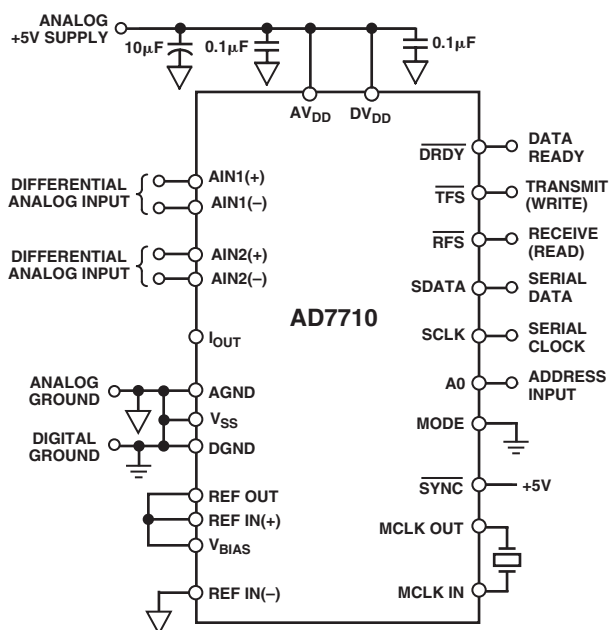 ANALOG
+5V SUPPLY
10μF
0.1μF
0.1μF
AVDD
DVDD
DRDY
DATA
READY
DIFFERENTIAL
ANALOG INPUT
AIN1(+)
AIN1(–)
TFS
TRANSMIT
(WRITE)
RFS
RECEIVE
(READ)
DIFFERENTIAL
ANALOG INPUT
AIN2(+)
AIN2(–)
SDATA
SERIAL
DATA
AD7710
IOUT
SCLK
SERIAL
CLOCK
ANALOG
GROUND
AGND
A0
ADDRESS
INPUT
VSS
MODE
DIGITAL
GROUND
DGND
REF OUT
SYNC
+5V
REF IN(+)
VBIAS
MCLK OUT
REF IN(–)
MCLK IN